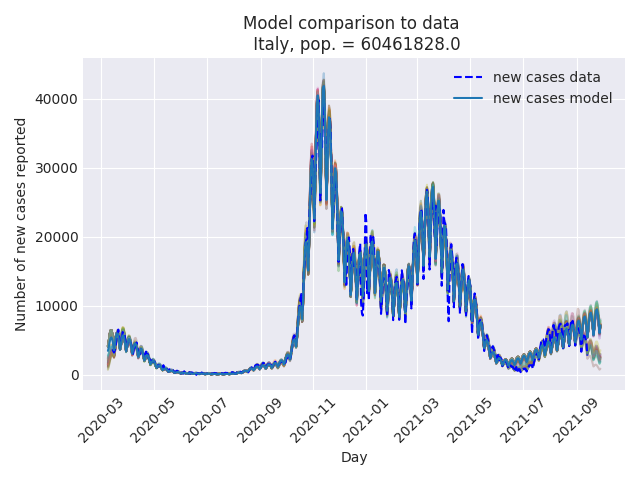 Model comparison to data
Italy, pop. = 60461828.0
new cases data
new cases model
Number of new cases reported
40000
30000
20000
10000
0
2020-03
2020-05
2020-07
2020-09
2020-11
2021-01
2021-03
2021-05
2021-07
2021-09
Day